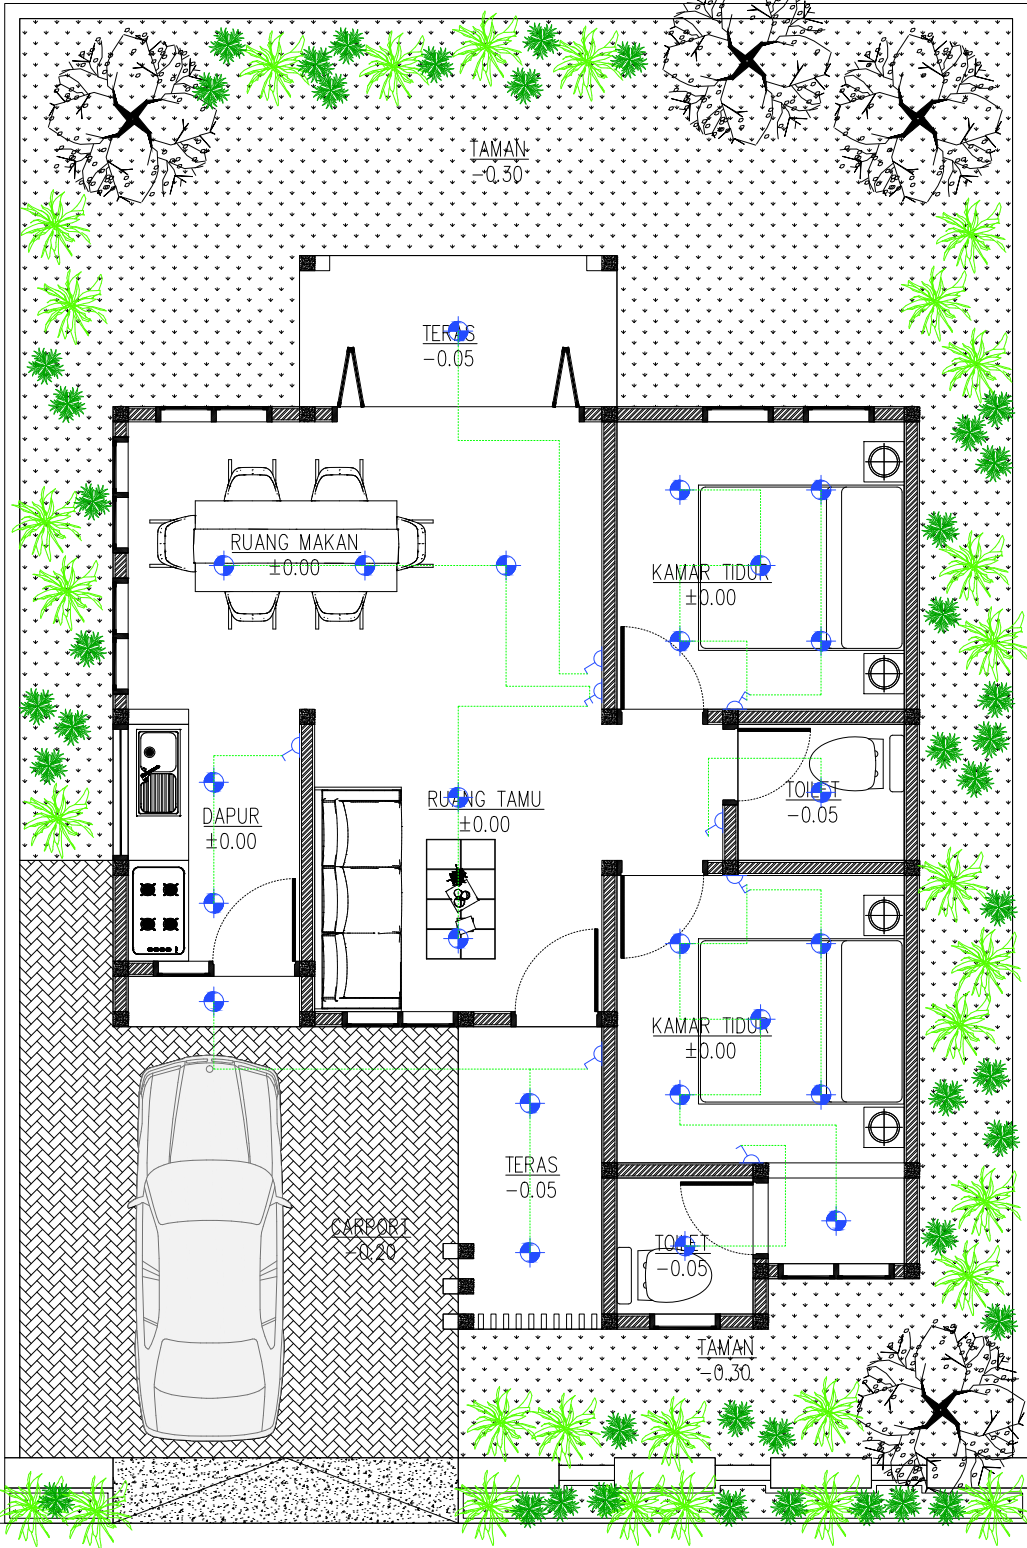 TAMAN
-0.30
TERAS
-0.05
RUANG MAKAN
±0.00
KAMAR TIDUR
±0.00
DAPUR
±0.00
RUANG TAMU
±0.00
TOILET
-0.05
KAMAR TIDUR
±0.00
TERAS
-0.05
CARPORT
-0.20
TOILET
-0.05
TAMAN
-0.30